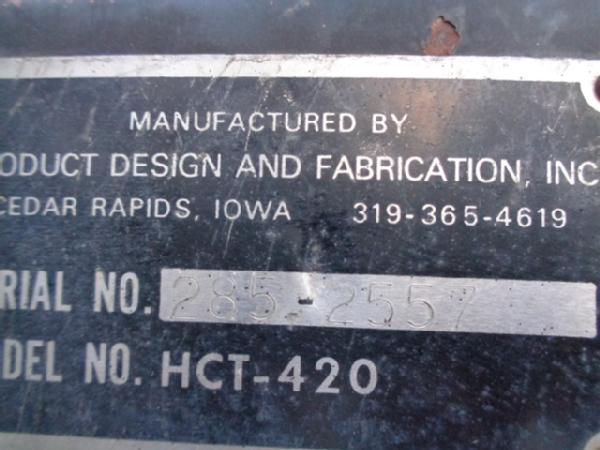 MANUFACTURED BY
ODUCT DESIGN AND FABRICATION, INC
CEDAR RAPIDS, IOWA 319-365-4619
RIAL NO. 285-2557
DEL NO. HCT-420